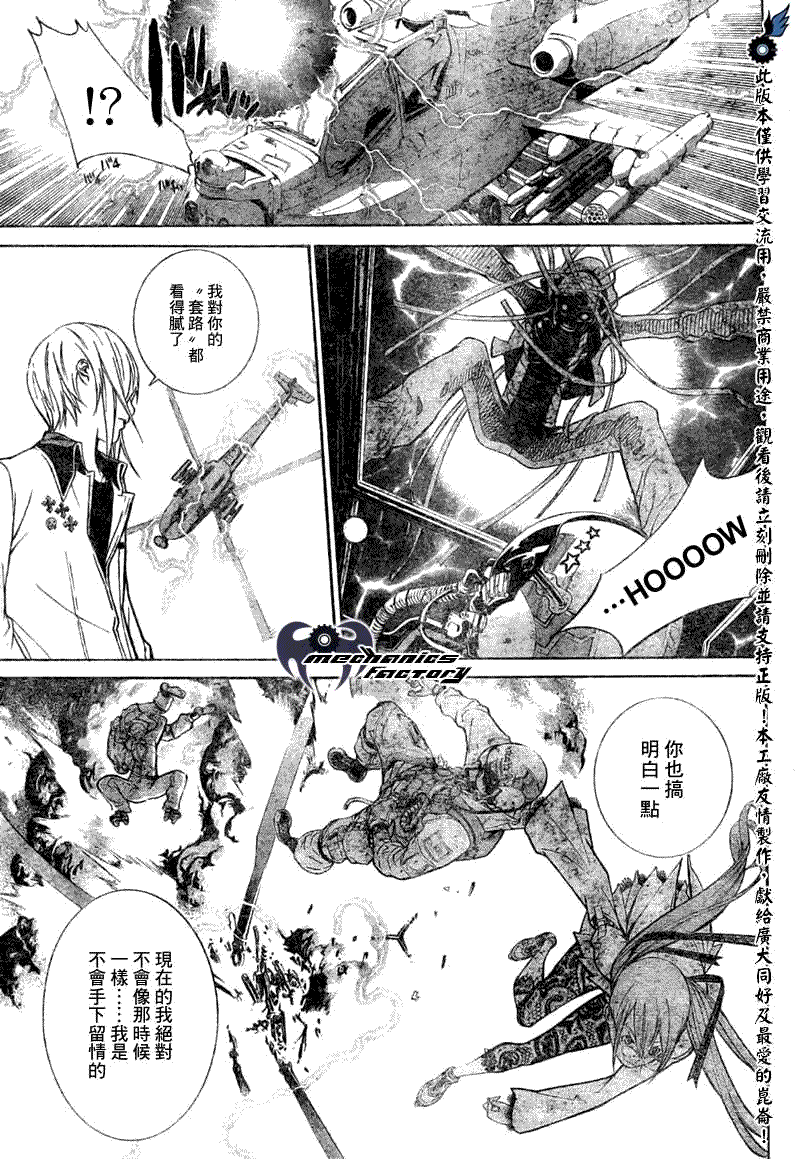 !?
HOOOOW
…
我對你的
〝套路〞都
看得膩了
mechanics
factory
你也搞
明白一點
現在的我絕對
不會像那時候
一樣……我是
不會手下留情的
此版本僅供學習交流用，嚴禁商業用途，觀看後請立刻刪除並請支持正版！本工廠友情製作，獻給廣大同好及最愛的崑崙！